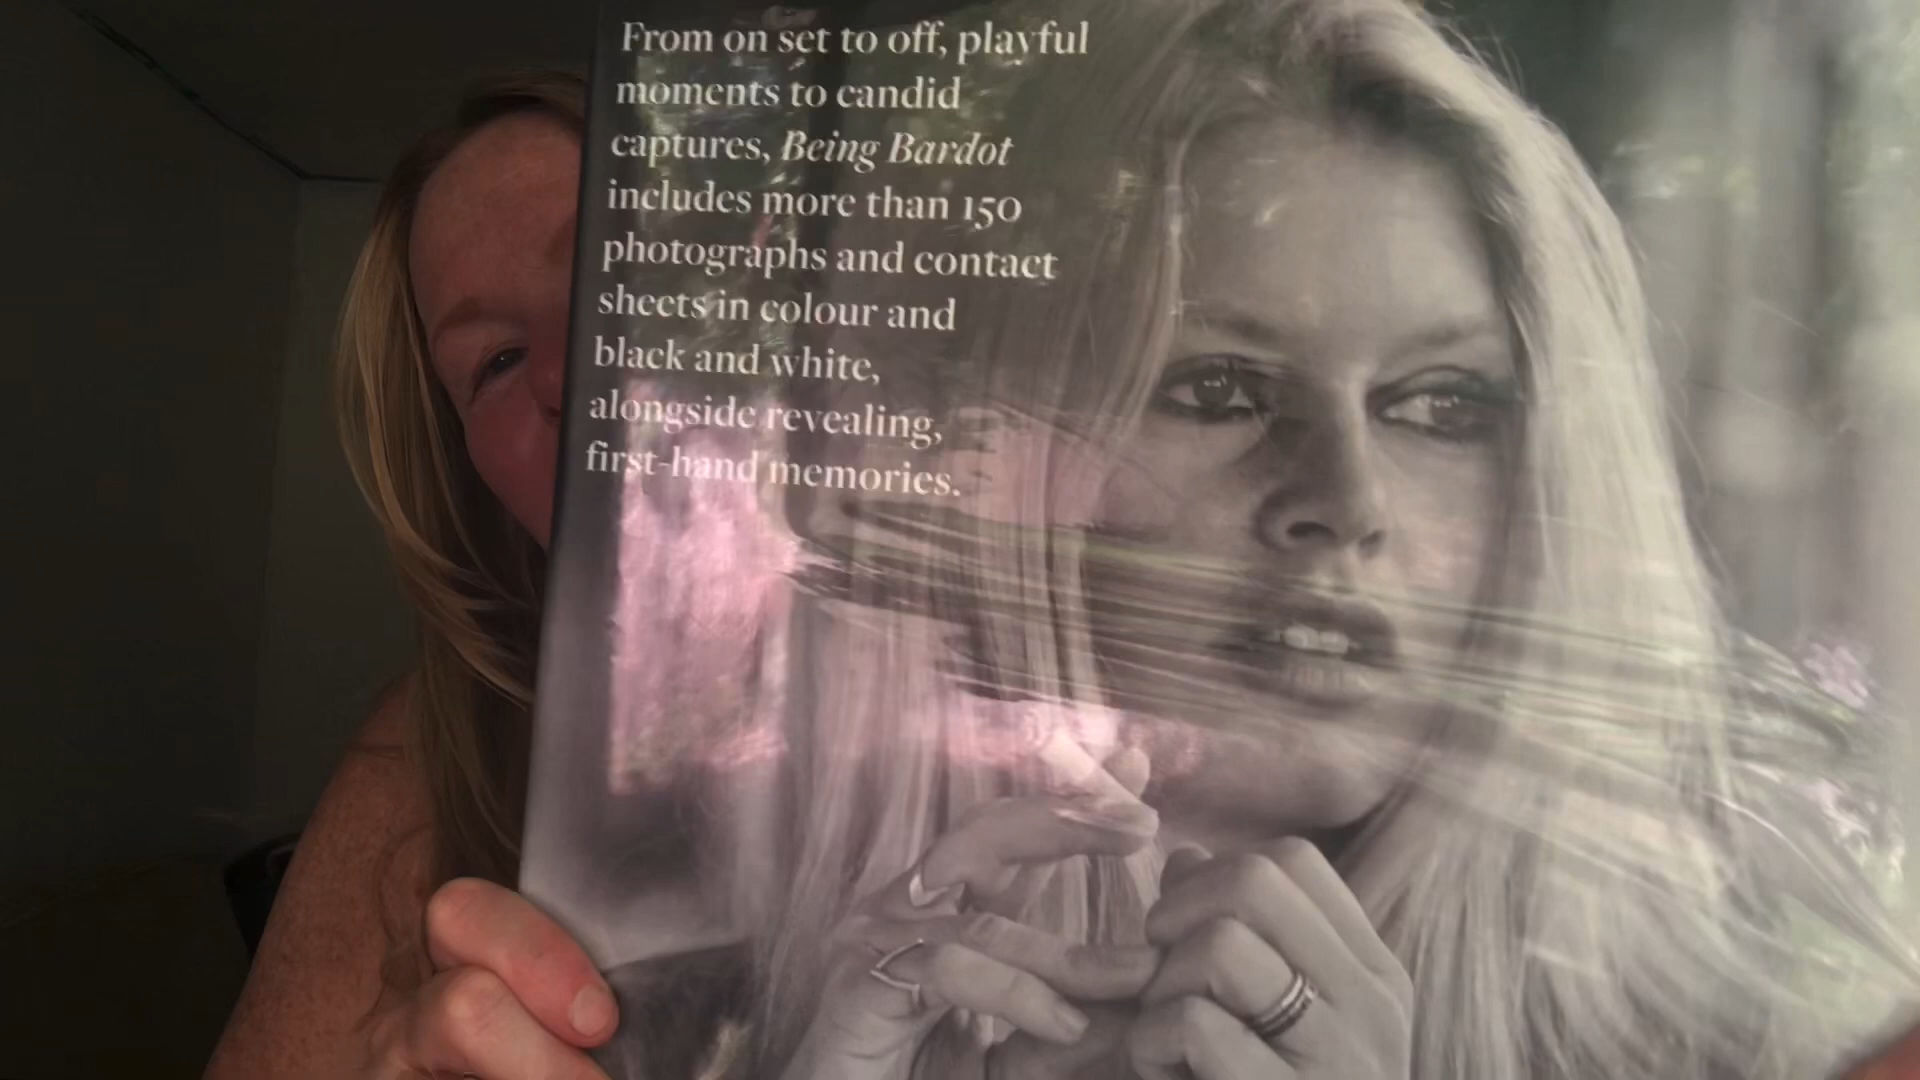 From on set to off, playful
moments to candid
captures, Being Bardot
includes more than 150
photographs and contact
sheets in colour and
black and white,
alongside revealing,
first-hand memories.